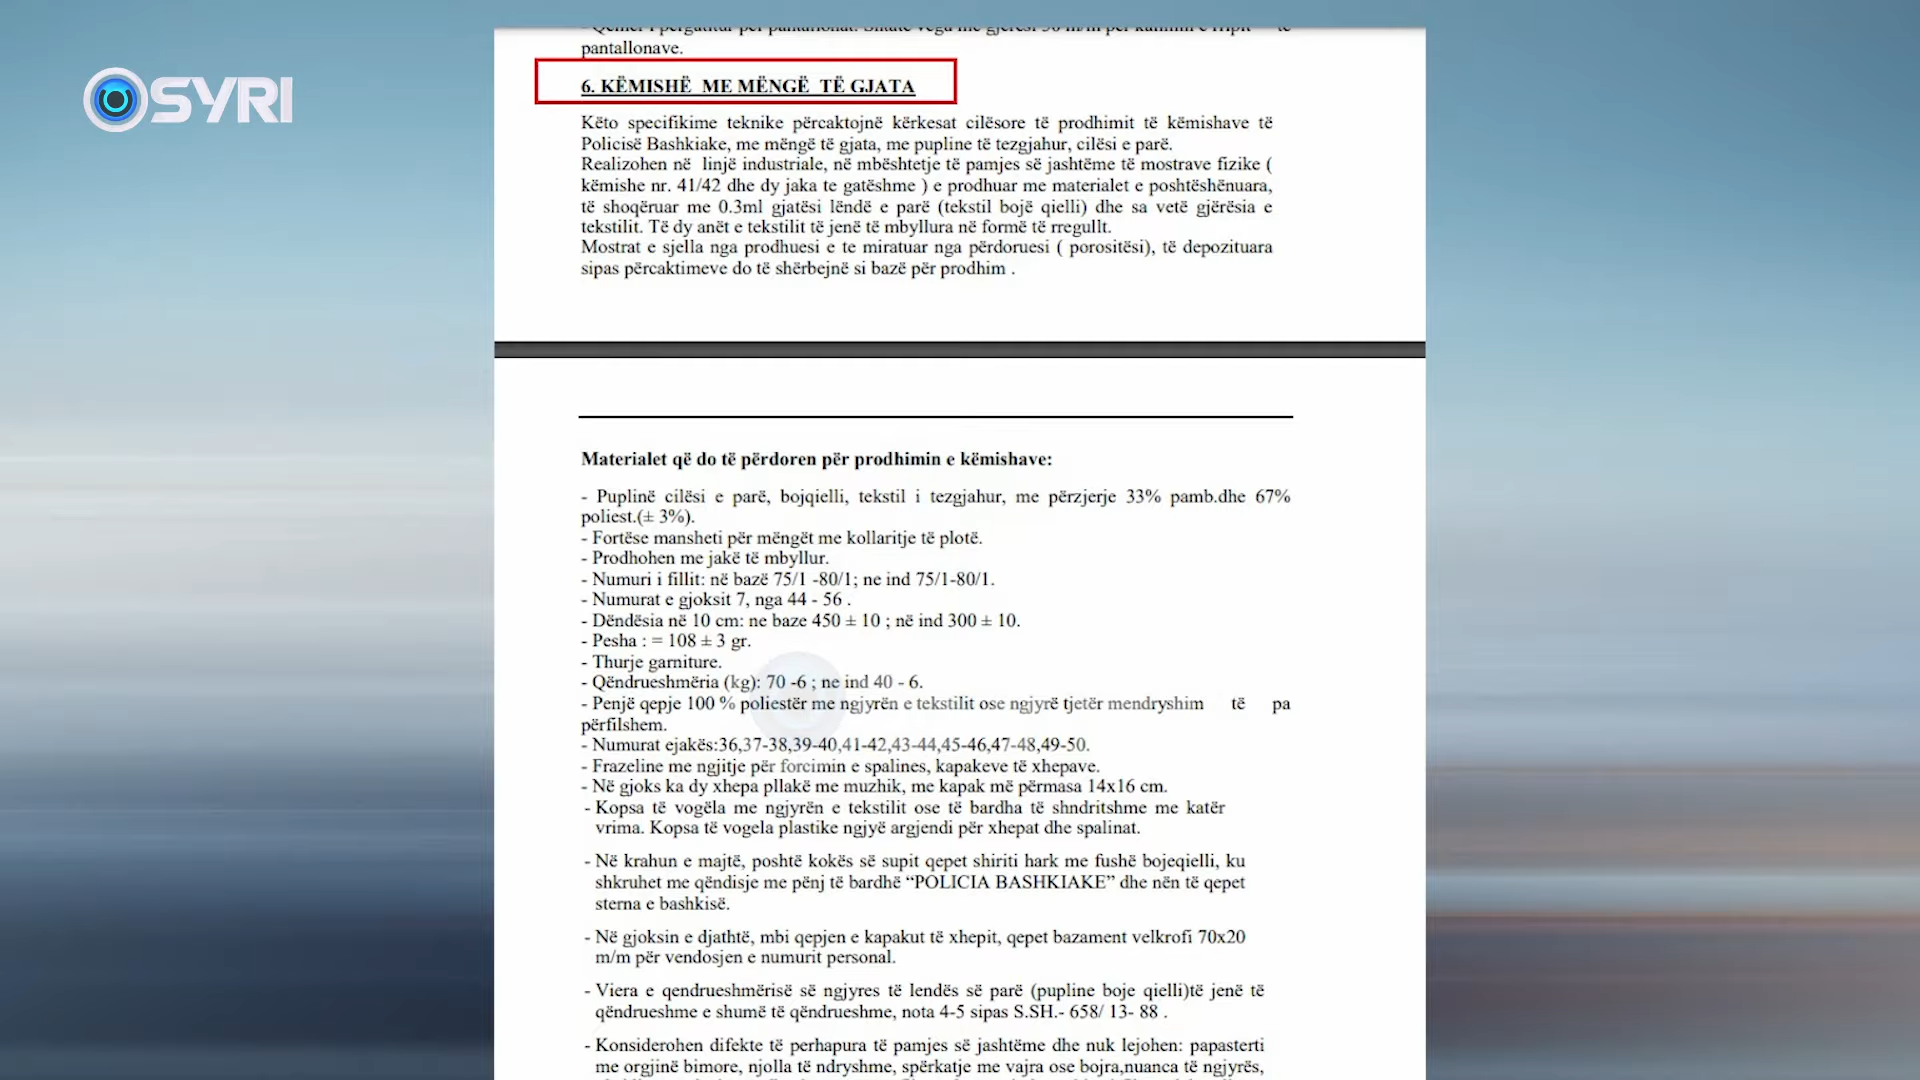 SYRI
- Qemer i përgatitur për pantallonat.
pantallonave.
6. KËMISHË ME MËNGË TË GJATA
Këto specifikime teknike përcaktojnë kërkesat cilësore të prodhimit të këmishave të
Policisë Bashkiake, me mëngë të gjata, me pupline të tezgjahur, cilësi e parë.
Realizohen në linjë industriale, në mbështetje të pamjes së jashtëme të mostrave fizike (
këmishe nr. 41/42 dhe dy jaka te gatëshme ) e prodhuar me materialet e poshtëshënuara,
të shoqëruar me 0.3ml gjatësi lëndë e parë (tekstil bojë qielli) dhe sa vetë gjërësia e
tekstilit. Të dy anët e tekstilit të jenë të mbyllura në formë të rregullt.
Mostrat e sjella nga prodhuesi e te miratuar nga përdoruesi ( porositësi), të depozituara
sipas përcaktimeve do të shërbejnë si bazë për prodhim .
Materialet që do të përdoren për prodhimin e këmishave:
- Puplinë cilësi e parë, bojqielli, tekstil i tezgjahur, me përzjerje 33% pamb.dhe 67%
poliest.(± 3%).
- Fortëse mansheti për mëngët me kollaritje të plotë.
- Prodhohen me jakë të mbyllur.
- Numuri i fillit: në bazë 75/1 -80/1; ne ind 75/1-80/1.
- Numurat e gjoksit 7, nga 44 - 56 .
- Dëndësia në 10 cm: ne baze 450 ± 10 ; në ind 300 ± 10.
- Pesha : = 108 ± 3 gr.
- Thurje garniture.
- Qëndrueshmëria (kg): 70 -6 ; ne ind 40 - 6.
- Penjë qepje 100 % poliestër me ngjyrën e tekstilit ose ngjyrë tjetër mendryshim të pa
përfilshem.
- Numurat ejakës:36,37-38,39-40,41-42,43-44,45-46,47-48,49-50.
- Frazeline me ngjitje për forcimin e spalines, kapakeve të xhepave.
- Në gjoks ka dy xhepa pllakë me muzhik, me kapak më përmasa 14x16 cm.
- Kopsa të vogëla me ngjyrën e tekstilit ose të bardha të shndritshme me katër
vrima. Kopsa të vogela plastike ngjyë argjendi për xhepat dhe spalinat.
- Në krahun e majtë, poshtë kokës së supit qepet shiriti hark me fushë bojeqielli, ku
shkruhet me qëndisje me pënj të bardhë “POLICIA BASHKIAKE” dhe nën të qepet
sterna e bashkisë.
- Në gjoksin e djathtë, mbi qepjen e kapakut të xhepit, qepet bazament velkrofi 70x20
m/m për vendosjen e numurit personal.
- Viera e qendrueshmërisë së ngjyres të lendës së parë (pupline boje qielli)të jenë të
qëndrueshme e shumë të qëndrueshme, nota 4-5 sipas S.SH.- 658/ 13- 88 .
- Konsiderohen difekte të perhapura të pamjes së jashtëme dhe nuk lejohen: papasterti
me orgjinë bimore, njolla të ndryshme, spërkatje me vajra ose bojra,nuanca të ngjyrës,